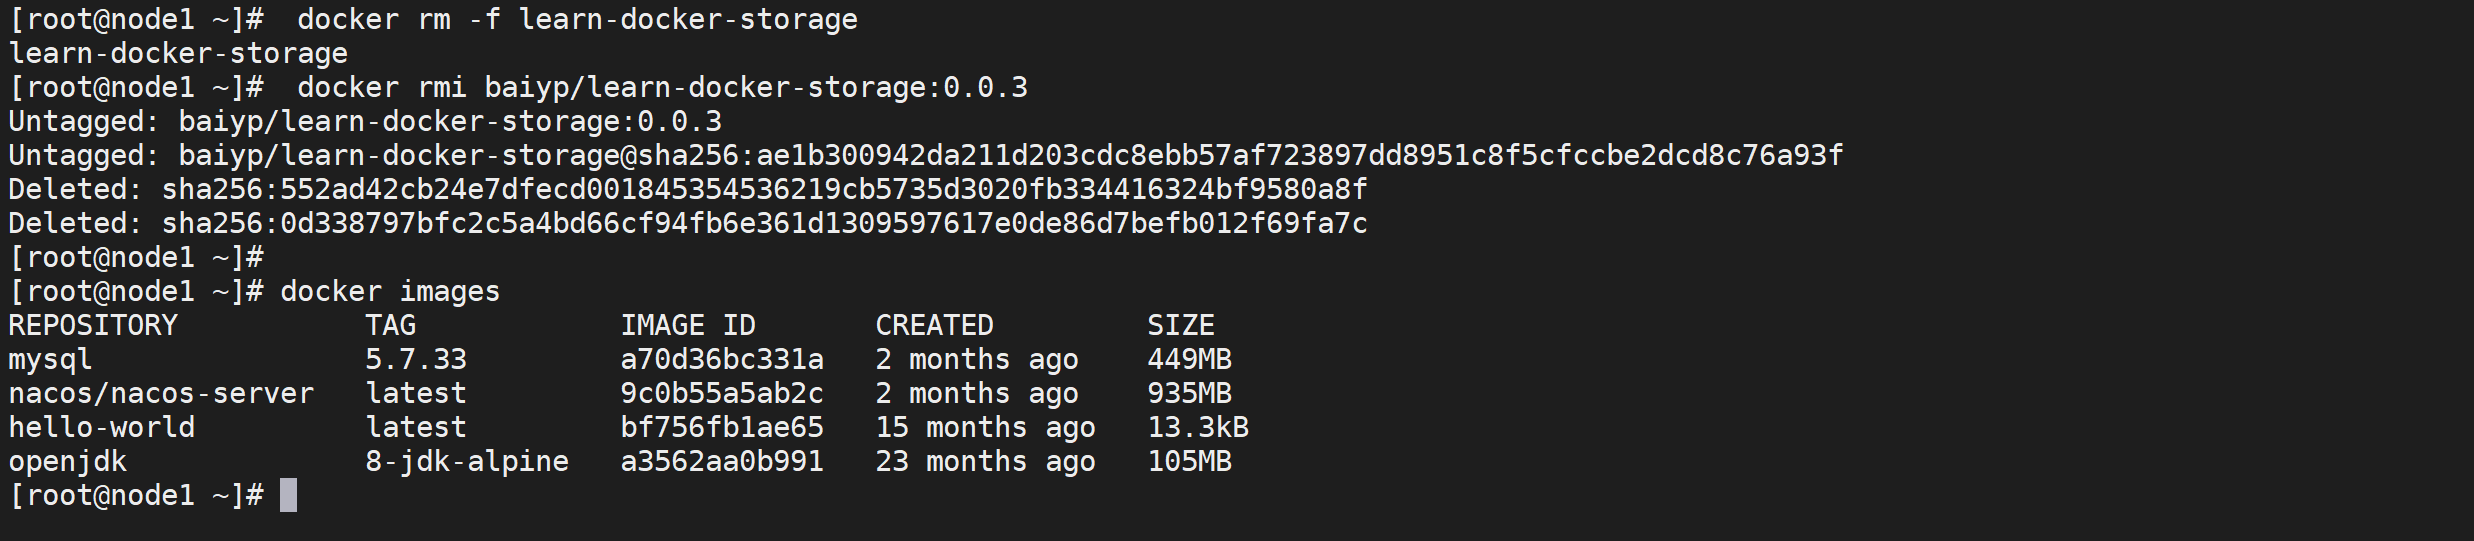 [root@node1 ~]#  docker rm -f learn-docker-storage
learn-docker-storage
[root@node1 ~]#  docker rmi baiyp/learn-docker-storage:0.0.3
Untagged: baiyp/learn-docker-storage:0.0.3
Untagged: baiyp/learn-docker-storage@sha256:ae1b300942da211d203cdc8ebb57af723897dd8951c8f5cfccbe2dcd8c76a93f
Deleted: sha256:552ad42cb24e7dfecd001845354536219cb5735d3020fb334416324bf9580a8f
Deleted: sha256:0d338797bfc2c5a4bd66cf94fb6e361d1309597617e0de86d7befb012f69fa7c
[root@node1 ~]#
[root@node1 ~]# docker images
REPOSITORY           TAG            IMAGE ID       CREATED         SIZE
mysql                5.7.33         a70d36bc331a   2 months ago    449MB
nacos/nacos-server   latest         9c0b55a5ab2c   2 months ago    935MB
hello-world          latest         bf756fb1ae65   15 months ago   13.3kB
openjdk              8-jdk-alpine   a3562aa0b991   23 months ago   105MB
[root@node1 ~]#